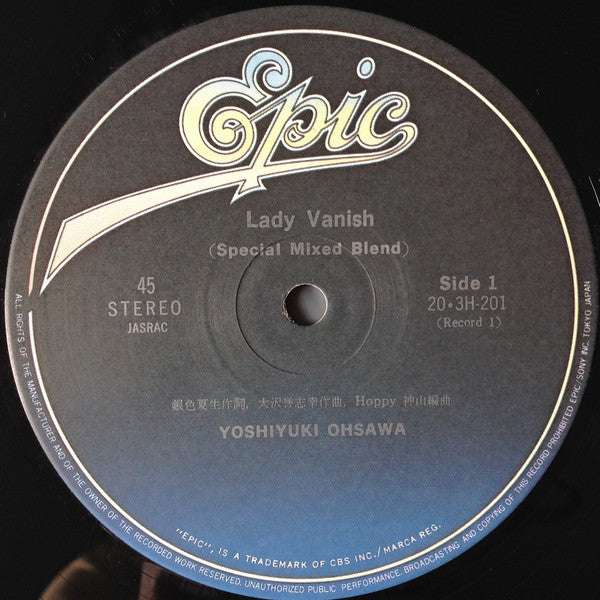 Epic
Lady Vanish
(Special Mixed Blend)
45
STEREO
JASRAC
Side 1
20・3H-201
(Record 1)
銀色夏生作詞, 大沢誉志幸作曲, Hoppy 神山編曲
YOSHIYUKI OHSAWA
"EPIC", IS A TRADEMARK OF CBS INC./MARCA REG.
ALL RIGHTS OF THE MANUFACTURER AND OF THE OWNER OF THE RECORDED WORK RESERVED. UNAUTHORIZED PUBLIC PERFORMANCE, BROADCASTING AND COPYING OF THIS RECORD PROHIBITED EPIC/SONY INC. TOKYO JAPAN